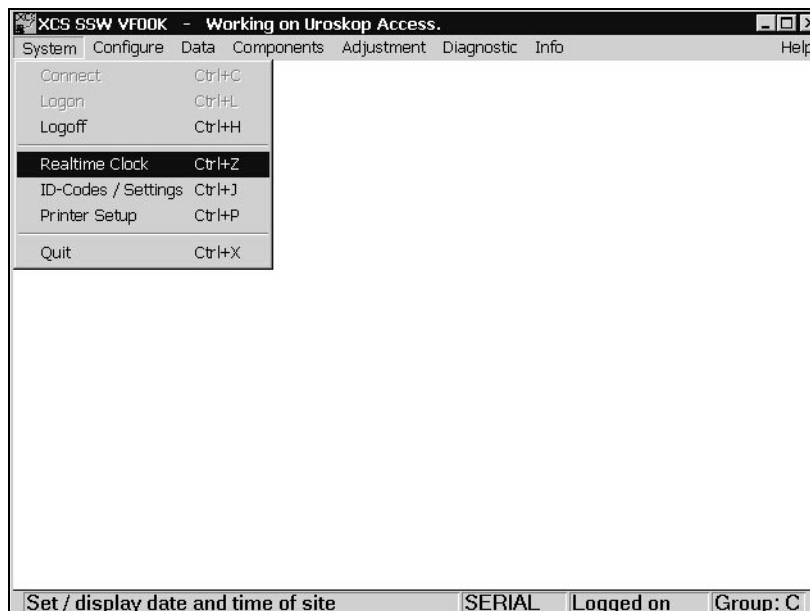 XCS SSW VF00K - Working on Uroskop Access.
System Configure Data Components Adjustment Diagnostic Info Help
Connect Ctrl+C
Logon Ctrl+L
Logoff Ctrl+H
Realtime Clock Ctrl+Z
ID-Codes / Settings Ctrl+J
Printer Setup Ctrl+P
Quit Ctrl+X
Set / display date and time of site SERIAL Logged on Group: C